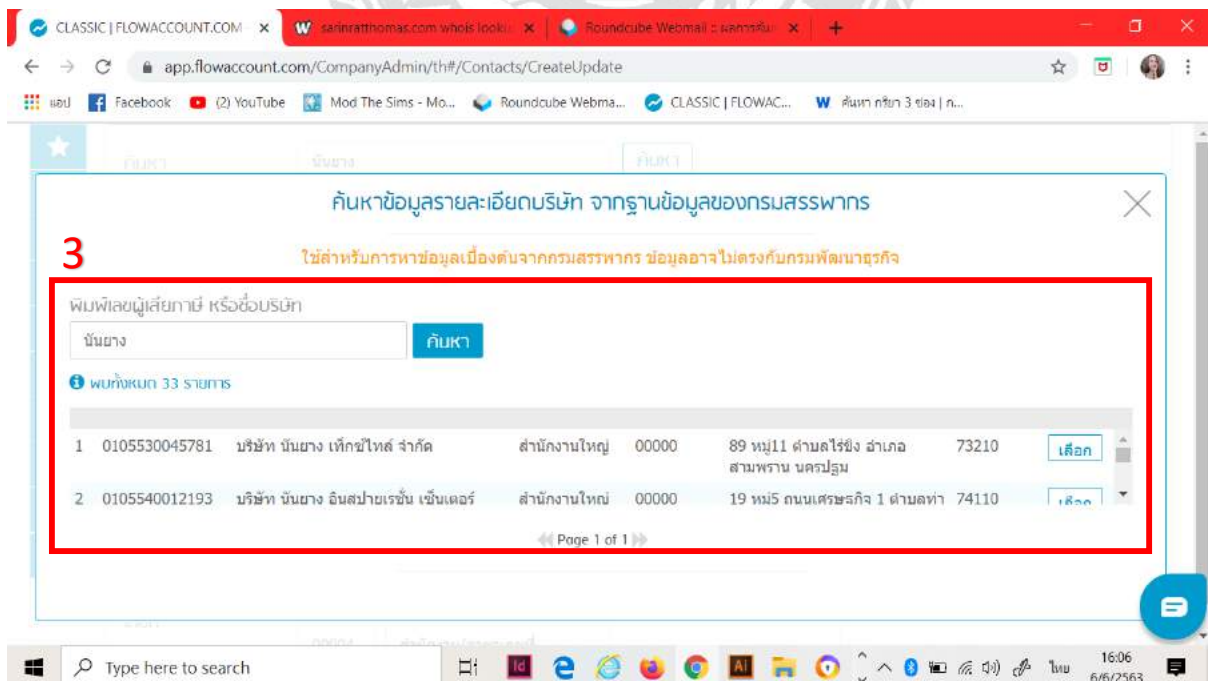 CLASSIC | FLOWACCOUNT.COM
sarinratthomas.com whois looku
Roundcube Webmail :: ผลการค้น
app.flowaccount.com/CompanyAdmin/th#/Contacts/CreateUpdate
แอป Facebook (2) YouTube Mod The Sims - Mo... Roundcube Webma... CLASSIC | FLOWAC... ค้นหา กริยา 3 ช่อง | ก...
ค้นหา นันยาง ค้นหา
ค้นหาข้อมูลรายละเอียดบริษัท จากฐานข้อมูลของกรมสรรพากร
3
ใช้สำหรับการหาข้อมูลเบื้องต้นจากกรมสรรพากร ข้อมูลอาจไม่ตรงกับกรมพัฒนาธุรกิจ
พิมพ์เลขผู้เสียภาษี หรือชื่อบริษัท
นันยาง ค้นหา
พบทั้งหมด 33 รายการ
1 0105530045781 บริษัท นันยาง เท็กซ์ไทล์ จำกัด สำนักงานใหญ่ 00000 89 หมู่11 ตำบลไร่ขิง อำเภอ 73210 เลือก
สามพราน นครปฐม
2 0105540012193 บริษัท นันยาง อินสปายเรชั่น เซ็นเตอร์ สำนักงานใหญ่ 00000 19 หมู่5 ถนนเศรษฐกิจ 1 ตำบลท่า 74110 เลือก
Page 1 of 1
Type here to search
ไทย
16:06
6/6/2563